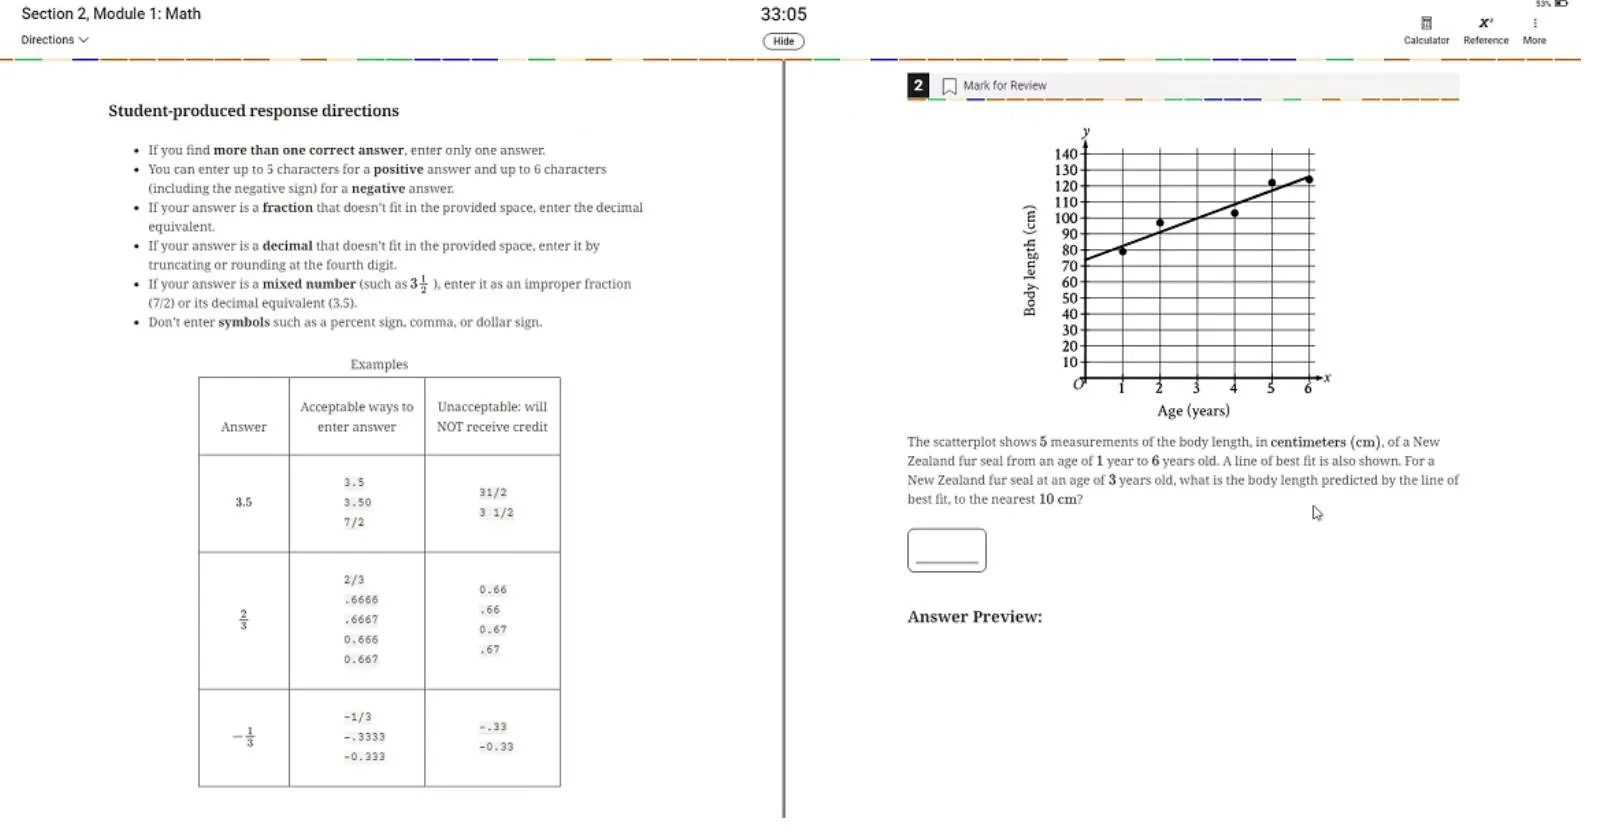 Section 2, Module 1: Math
33:05
53%
Directions
Hide
Calculator
Reference
More
Student-produced response directions
• If you find more than one correct answer, enter only one answer.
• You can enter up to 5 characters for a positive answer and up to 6 characters
(including the negative sign) for a negative answer.
• If your answer is a fraction that doesn't fit in the provided space, enter the decimal
equivalent.
• If your answer is a decimal that doesn't fit in the provided space, enter it by
truncating or rounding at the fourth digit.
• If your answer is a mixed number (such as 3 1/2 ), enter it as an improper fraction
(7/2) or its decimal equivalent (3.5).
• Don't enter symbols such as a percent sign, comma, or dollar sign.
Examples
Answer
Acceptable ways to
enter answer
Unacceptable: will
NOT receive credit
3.5
3.5
3.50
7/2
31/2
3 1/2
2/3
2/3
.6666
.6667
0.666
0.667
0.66
.66
0.67
.67
-1/3
-1/3
-.3333
-0.333
-.33
-0.33
2
Mark for Review
y
140
130
120
110
100
90
80
70
60
50
40
30
20
10
O
1 2 3 4 5 6
x
Body length (cm)
Age (years)
The scatterplot shows 5 measurements of the body length, in centimeters (cm), of a New
Zealand fur seal from an age of 1 year to 6 years old. A line of best fit is also shown. For a
New Zealand fur seal at an age of 3 years old, what is the body length predicted by the line of
best fit, to the nearest 10 cm?
Answer Preview: